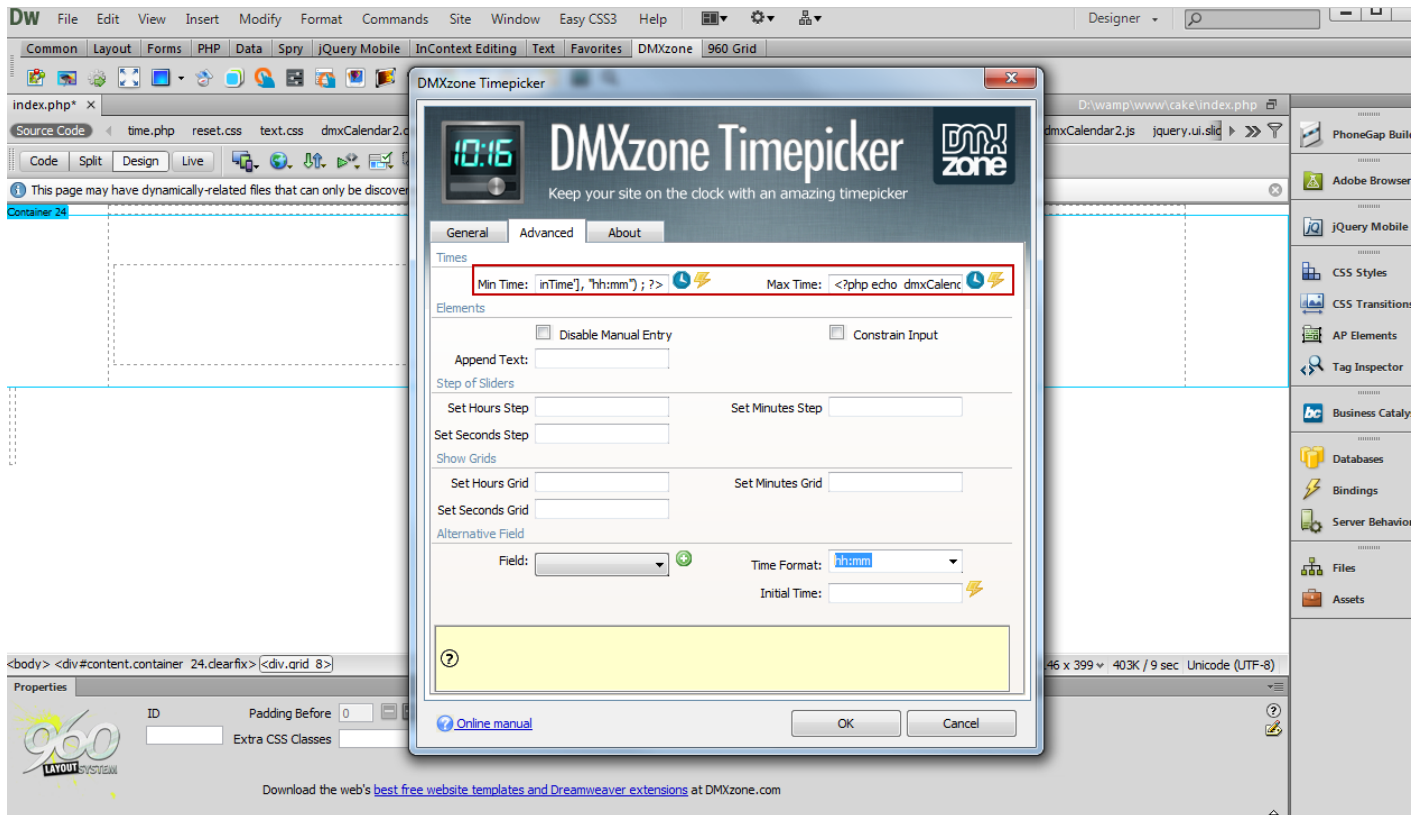 DW File Edit View Insert Modify Format Commands Site Window Easy CSS3 Help Designer
Common Layout Forms PHP Data Spry jQuery Mobile InContext Editing Text Favorites DMXzone 960 Grid
DMXzone Timepicker
index.php* D:\wamp\www\cake\index.php
Source Code time.php reset.css text.css dmxCalendar2.c dmxCalendar2.js jquery.ui.slid
Code Split Design Live
This page may have dynamically-related files that can only be discover
Container 24
10:16
DMXzone Timepicker
DMX zone
Keep your site on the clock with an amazing timepicker
General Advanced About
Times
Min Time: inTime'], "hh:mm") ; ?> Max Time: <?php echo dmxCalend
Elements
Disable Manual Entry Constrain Input
Append Text:
Step of Sliders
Set Hours Step Set Minutes Step
Set Seconds Step
Show Grids
Set Hours Grid Set Minutes Grid
Set Seconds Grid
Alternative Field
Field: Time Format: hh:mm
Initial Time:
Online manual OK Cancel
PhoneGap Build
Adobe Browser
jQuery Mobile
CSS Styles
CSS Transitions
AP Elements
Tag Inspector
Business Cataly
Databases
Bindings
Server Behavior
Files
Assets
<body> <div#content.container_24.clearfix> <div.grid_8> 46 x 399 403K / 9 sec Unicode (UTF-8)
Properties
ID Padding Before 0
Extra CSS Classes
960
LAYOUT SYSTEM
Download the web's best free website templates and Dreamweaver extensions at DMXzone.com